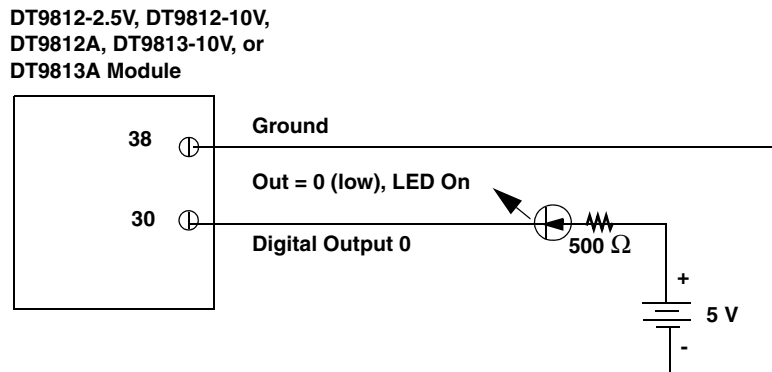 DT9812-2.5V, DT9812-10V,
DT9812A, DT9813-10V, or
DT9813A Module
38
Ground
Out = 0 (low), LED On
30
Digital Output 0
500 Ω
+
5 V
-